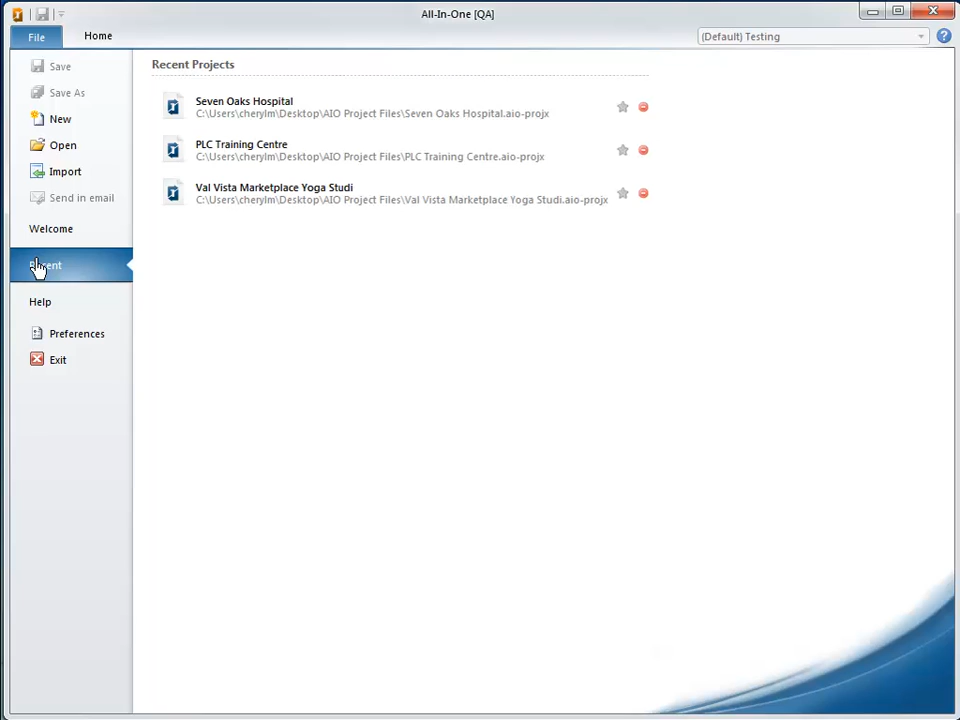 All-In-One [QA]
File
Home
(Default) Testing
Save
Save As
New
Open
Import
Send in email
Welcome
Recent
Help
Preferences
Exit
Recent Projects
Seven Oaks Hospital
C:\Users\cherylm\Desktop\AIO Project Files\Seven Oaks Hospital.aio-projx
PLC Training Centre
C:\Users\cherylm\Desktop\AIO Project Files\PLC Training Centre.aio-projx
Val Vista Marketplace Yoga Studi
C:\Users\cherylm\Desktop\AIO Project Files\Val Vista Marketplace Yoga Studi.aio-projx